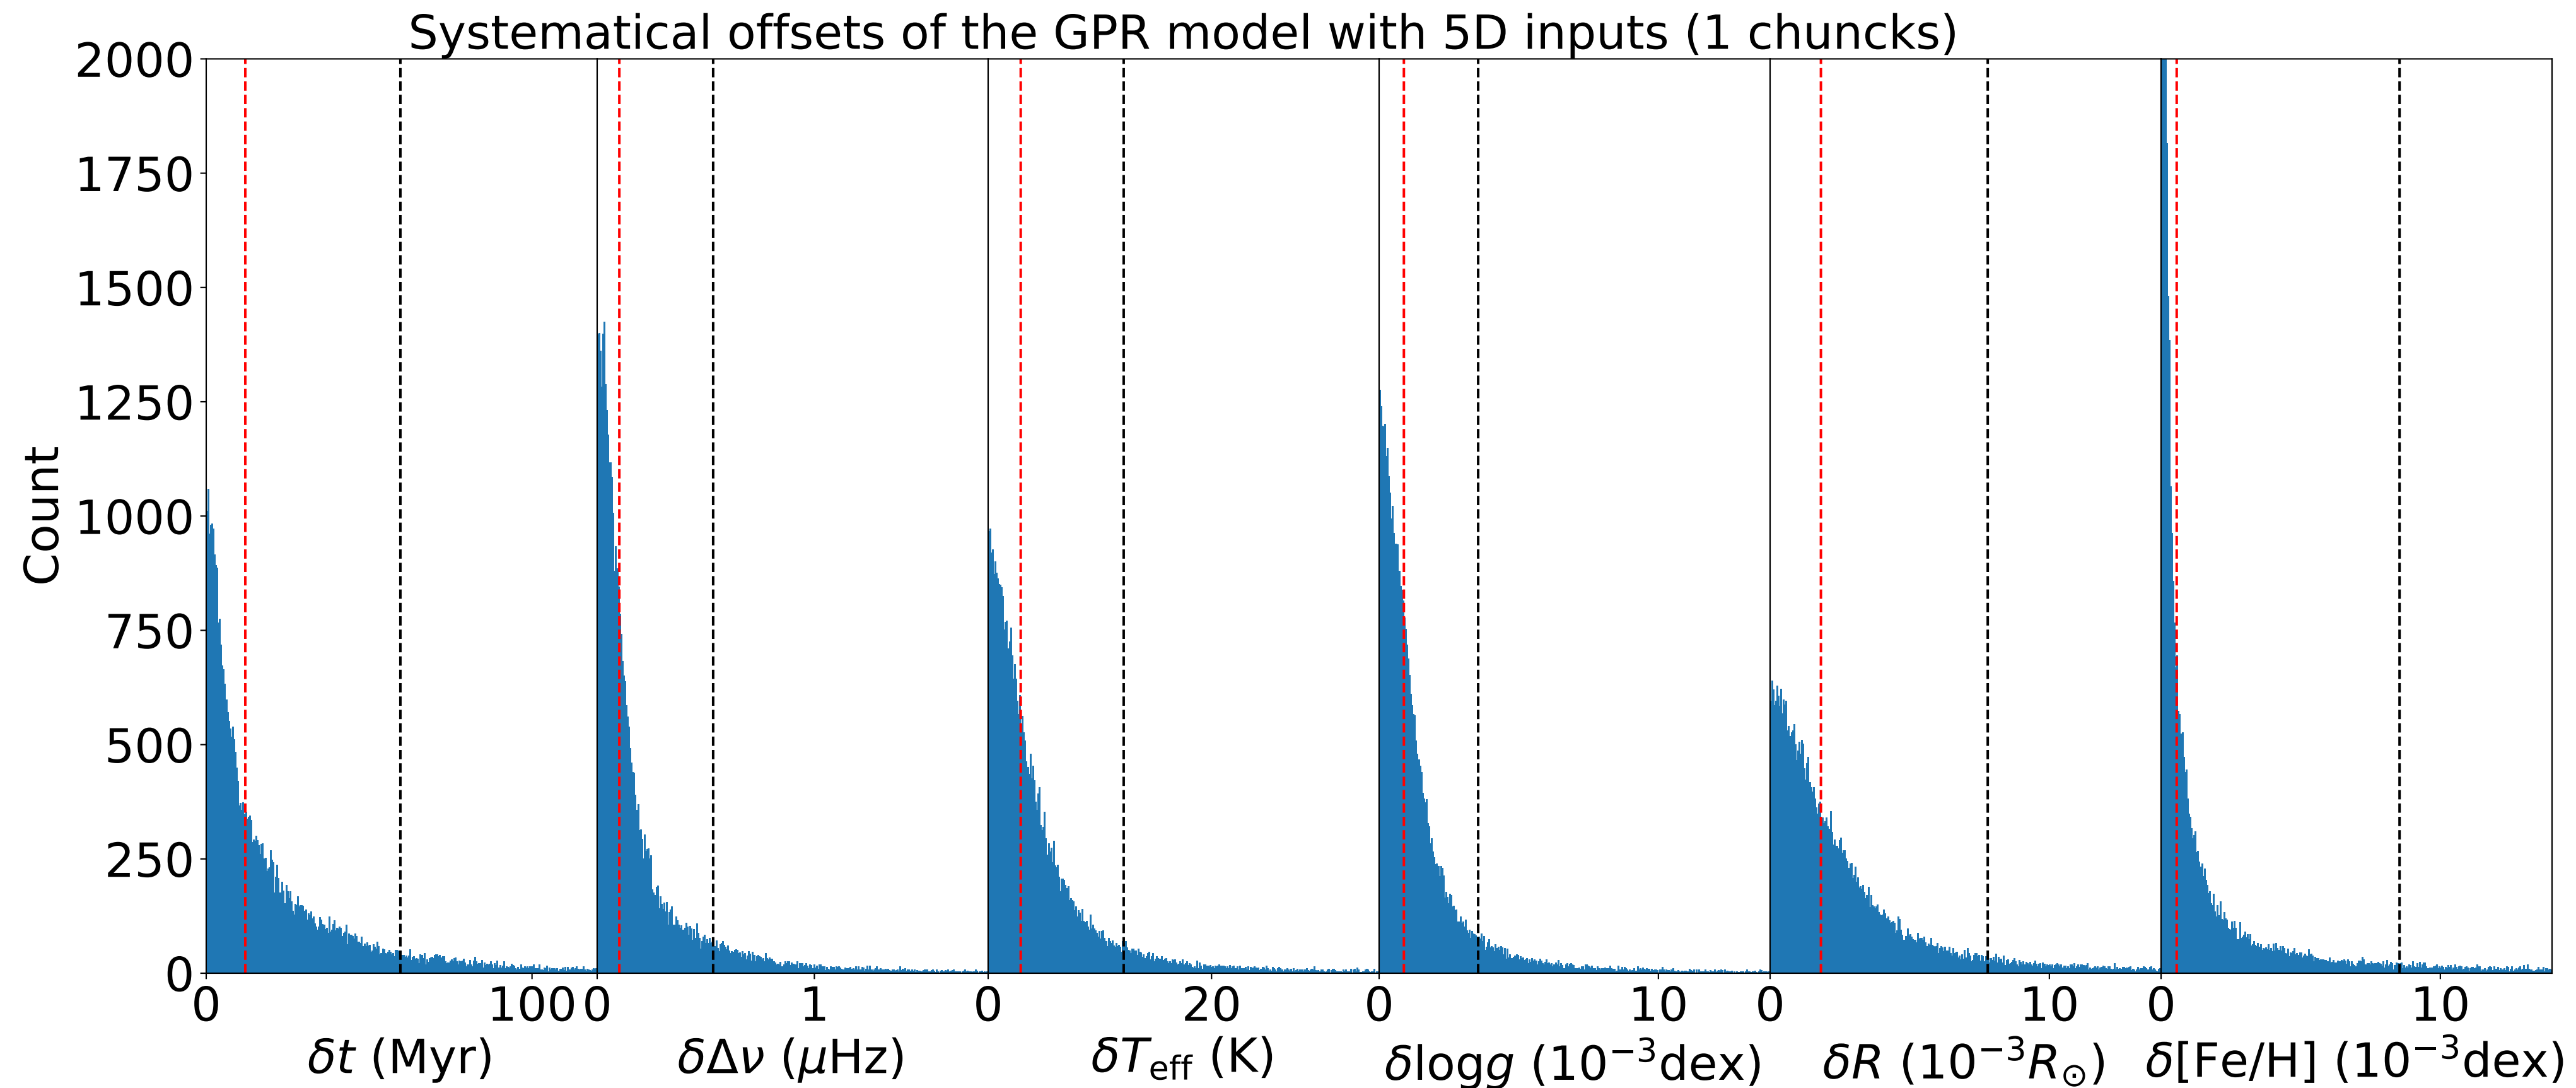 Systematical offsets of the GPR model with 5D inputs (1 chuncks)
2000
1750
1500
1250
1000
750
500
250
0
Count
0 100 0 1 0 20 0 10 0 10 0 10
δt (Myr) δΔν (μHz) δT_eff (K) δlogg (10⁻³dex) δR (10⁻³R_⊙) δ[Fe/H] (10⁻³dex)